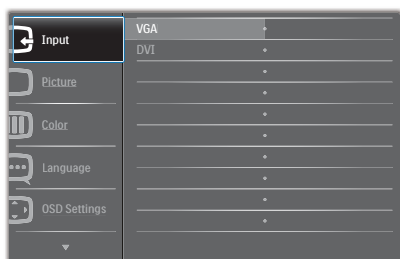 Input
VGA
DVI
Picture
Color
Language
OSD Settings